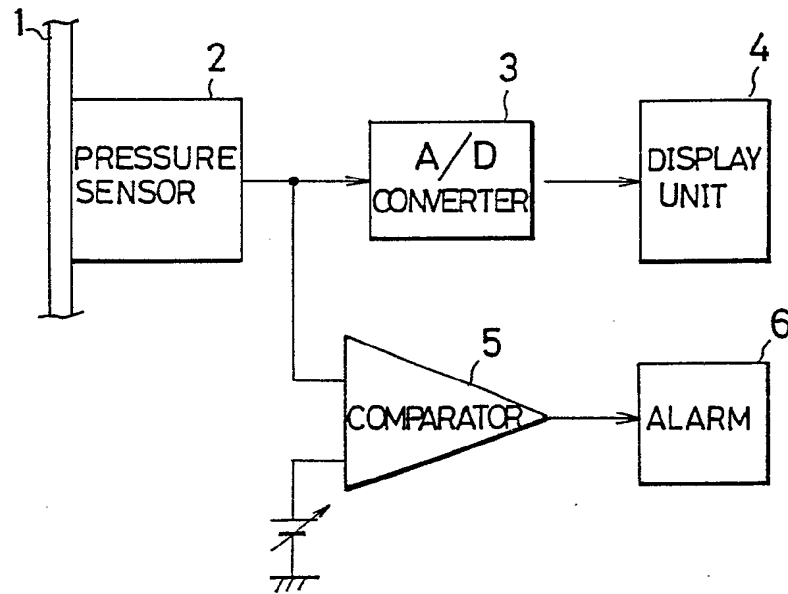 1
2
3
4
PRESSURE
SENSOR
A/D
CONVERTER
DISPLAY
UNIT
5
6
COMPARATOR
ALARM